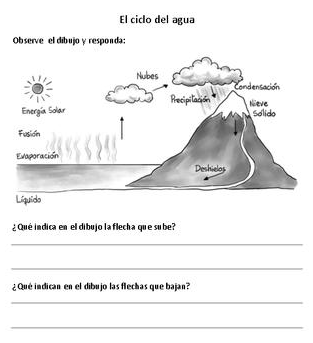 El ciclo del agua
Observe el dibujo y responda:
Nubes
Condensación
Precipitación
Energía Solar
Nieve
Sólido
Fusión
Evaporación
Deshielos
Líquido
¿Qué indica en el dibujo la flecha que sube?
¿Qué indican en el dibujo las flechas que bajan?